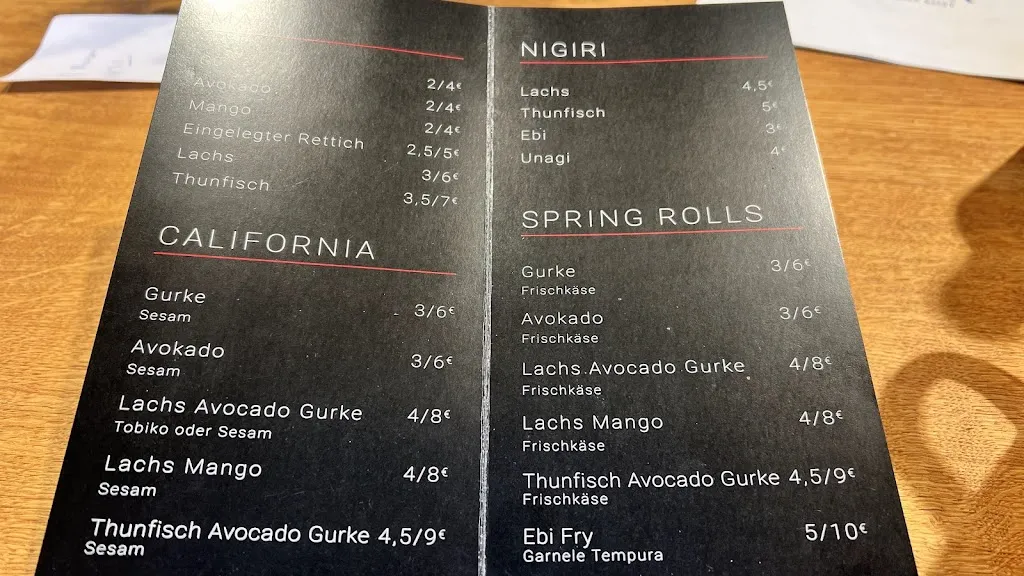 2/4€
Avocado 2/4€
Mango 2/4€
Eingelegter Rettich 2,5/5€
Lachs 3/6€
Thunfisch 3,5/7€
CALIFORNIA
Gurke 3/6€
Sesam
Avokado 3/6€
Sesam
Lachs Avocado Gurke 4/8€
Tobiko oder Sesam
Lachs Mango 4/8€
Sesam
Thunfisch Avocado Gurke 4,5/9€
Sesam
NIGIRI
Lachs 4,5€
Thunfisch 5€
Ebi 3€
Unagi 4€
SPRING ROLLS
Gurke 3/6€
Frischkäse
Avokado 3/6€
Frischkäse
Lachs Avocado Gurke 4/8€
Frischkäse
Lachs Mango 4/8€
Frischkäse
Thunfisch Avocado Gurke 4,5/9€
Frischkäse
Ebi Fry 5/10€
Garnele Tempura